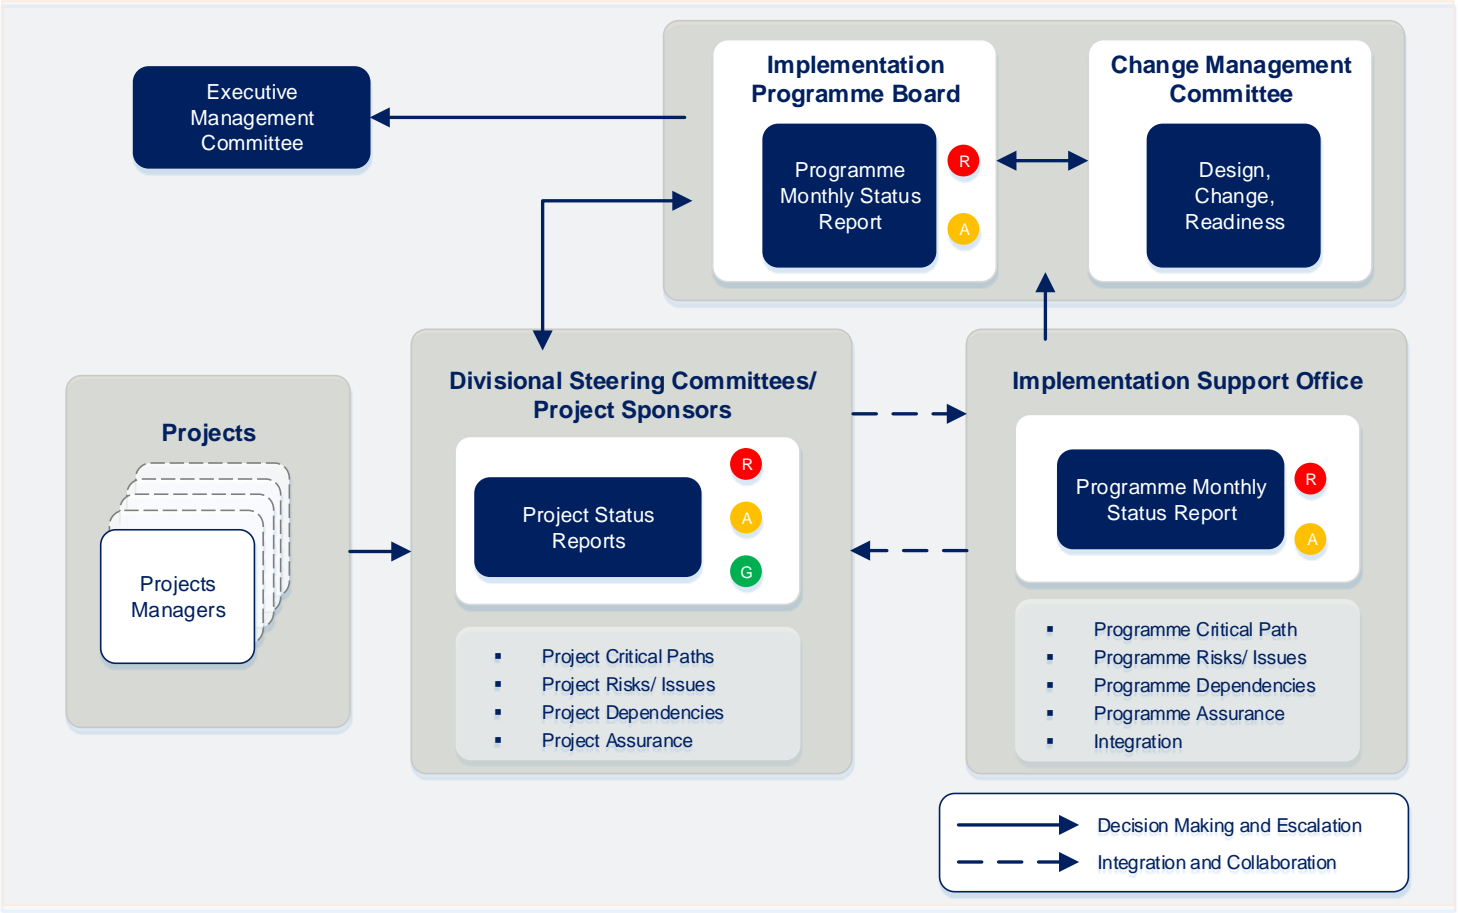 Executive
Management
Committee
Implementation
Programme Board
Programme
Monthly Status
Report
R
A
Change Management
Committee
Design,
Change,
Readiness
Projects
Projects
Managers
Divisional Steering Committees/
Project Sponsors
Project Status
Reports
R
A
G
▪ Project Critical Paths
▪ Project Risks/ Issues
▪ Project Dependencies
▪ Project Assurance
Implementation Support Office
Programme Monthly
Status Report
R
A
▪ Programme Critical Path
▪ Programme Risks/ Issues
▪ Programme Dependencies
▪ Programme Assurance
▪ Integration
Decision Making and Escalation
Integration and Collaboration